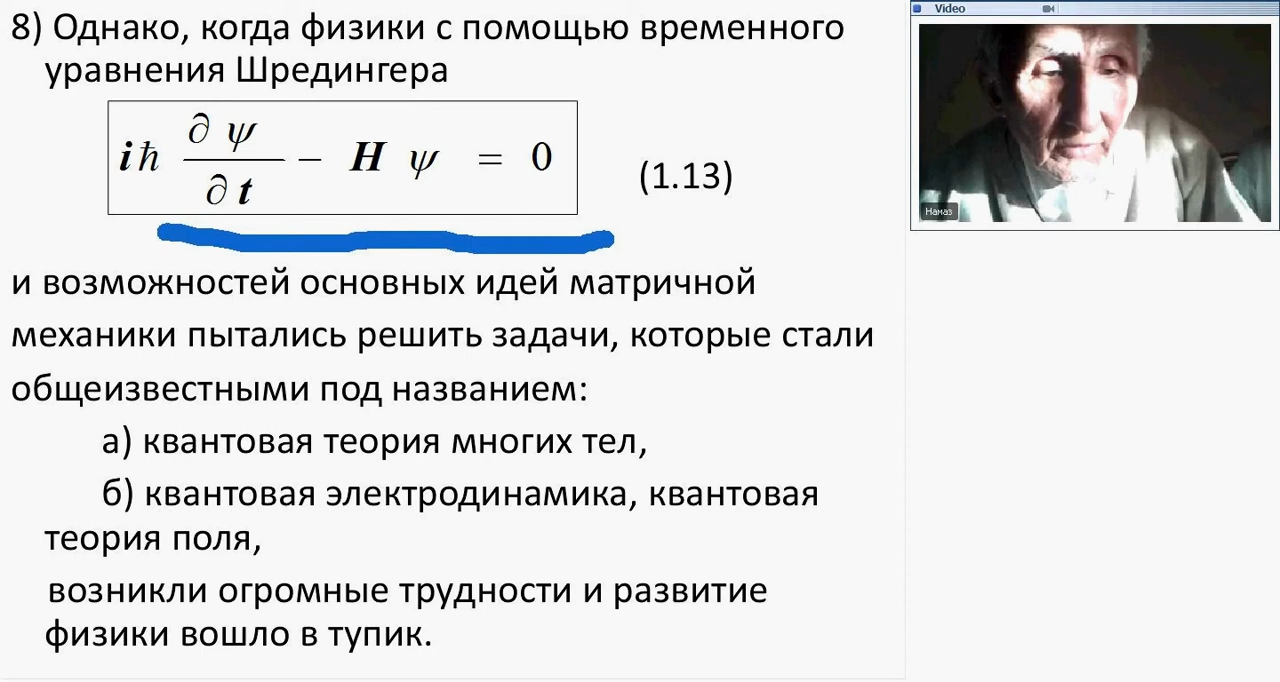 8) Однако, когда физики с помощью временного
уравнения Шредингера
iħ ∂ψ/∂t − H ψ = 0
(1.13)
и возможностей основных идей матричной
механики пытались решить задачи, которые стали
общеизвестными под названием:
а) квантовая теория многих тел,
б) квантовая электродинамика, квантовая
теория поля,
возникли огромные трудности и развитие
физики вошло в тупик.
Video
Намаз